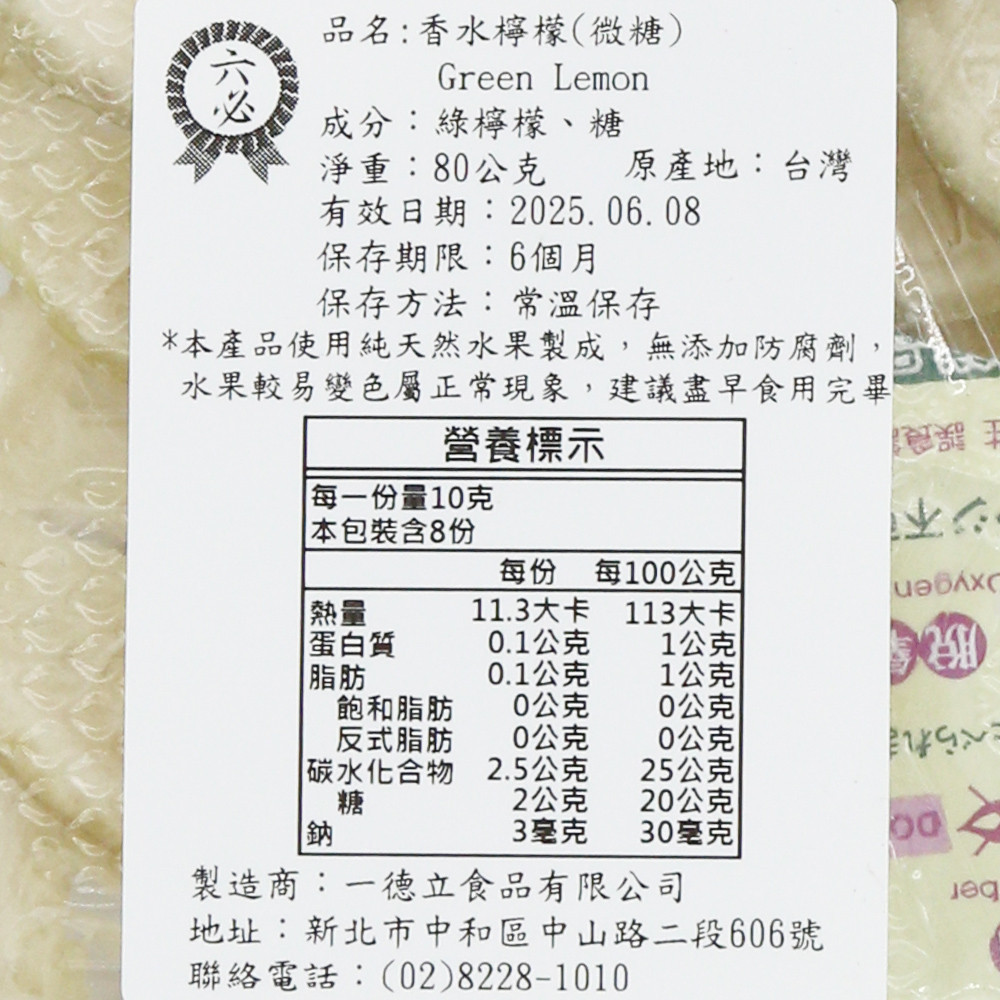 六必
品名:香水檸檬(微糖)
Green Lemon
成分：綠檸檬、糖
淨重：80公克 原產地：台灣
有效日期：2025.06.08
保存期限：6個月
保存方法：常溫保存
*本產品使用純天然水果製成，無添加防腐劑，
水果較易變色屬正常現象，建議盡早食用完畢
營養標示
每一份量10克
本包裝含8份
每份 每100公克
熱量 11.3大卡 113大卡
蛋白質 0.1公克 1公克
脂肪 0.1公克 1公克
飽和脂肪 0公克 0公克
反式脂肪 0公克 0公克
碳水化合物 2.5公克 25公克
糖 2公克 20公克
鈉 3毫克 30毫克
製造商：一德立食品有限公司
地址：新北市中和區中山路二段606號
聯絡電話：(02)8228-1010
Oxygen
脫
DO